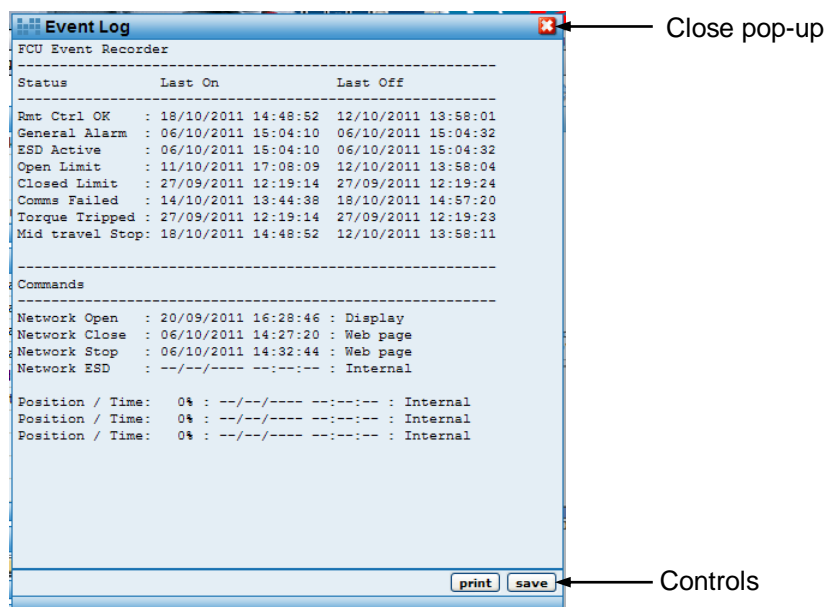 Event Log
Close pop-up
FCU Event Recorder
----------------------------------------------------------
Status Last On Last Off
----------------------------------------------------------
Rmt Ctrl OK : 18/10/2011 14:48:52 12/10/2011 13:58:01
General Alarm : 06/10/2011 15:04:10 06/10/2011 15:04:32
ESD Active : 06/10/2011 15:04:10 06/10/2011 15:04:32
Open Limit : 11/10/2011 17:08:09 12/10/2011 13:58:04
Closed Limit : 27/09/2011 12:19:14 27/09/2011 12:19:24
Comms Failed : 14/10/2011 13:44:38 18/10/2011 14:57:20
Torque Tripped : 27/09/2011 12:19:14 27/09/2011 12:19:23
Mid travel Stop: 18/10/2011 14:48:52 12/10/2011 13:58:11
----------------------------------------------------------
Commands
----------------------------------------------------------
Network Open : 20/09/2011 16:28:46 : Display
Network Close : 06/10/2011 14:27:20 : Web page
Network Stop : 06/10/2011 14:32:44 : Web page
Network ESD : --/--/---- --:--:-- : Internal
Position / Time: 0% : --/--/---- --:--:-- : Internal
Position / Time: 0% : --/--/---- --:--:-- : Internal
Position / Time: 0% : --/--/---- --:--:-- : Internal
print save
Controls